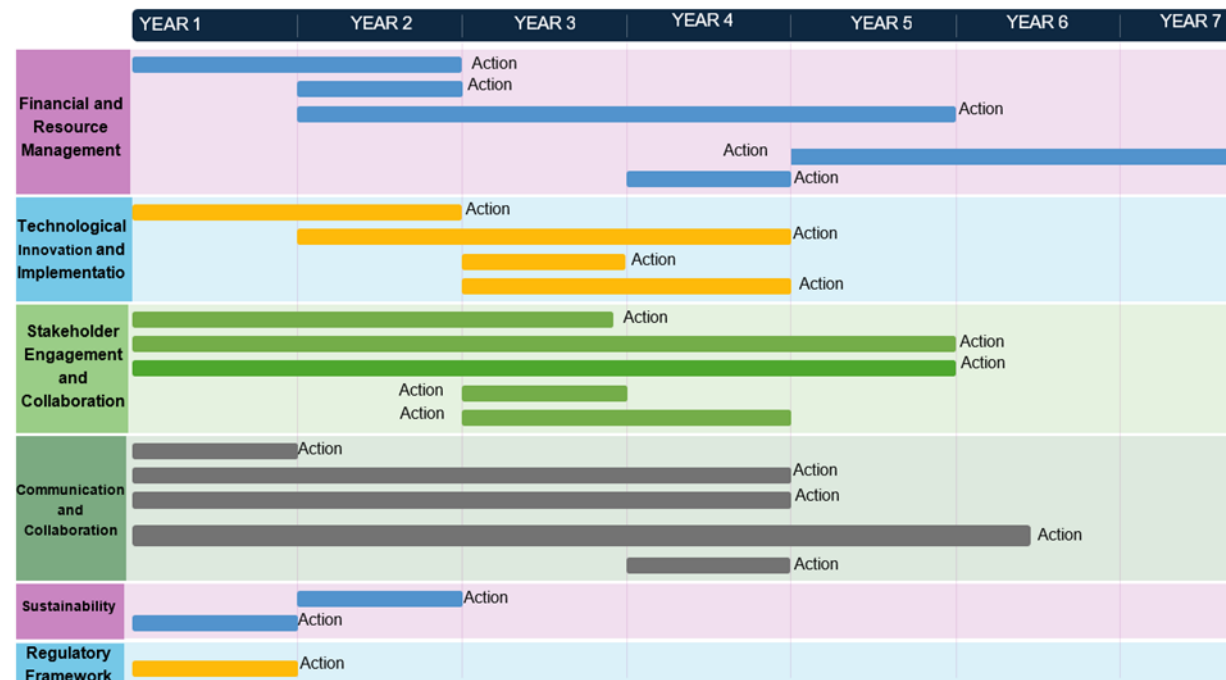 YEAR 1 YEAR 2 YEAR 3 YEAR 4 YEAR 5 YEAR 6 YEAR 7
Financial and
Resource
Management
Action
Action
Action
Action
Action
Technological
Innovation and
Implementatio
Action
Action
Action
Action
Stakeholder
Engagement
and
Collaboration
Action
Action
Action
Action
Action
Communication
and
Collaboration
Action
Action
Action
Action
Action
Sustainability
Action
Action
Regulatory
Framework
Action